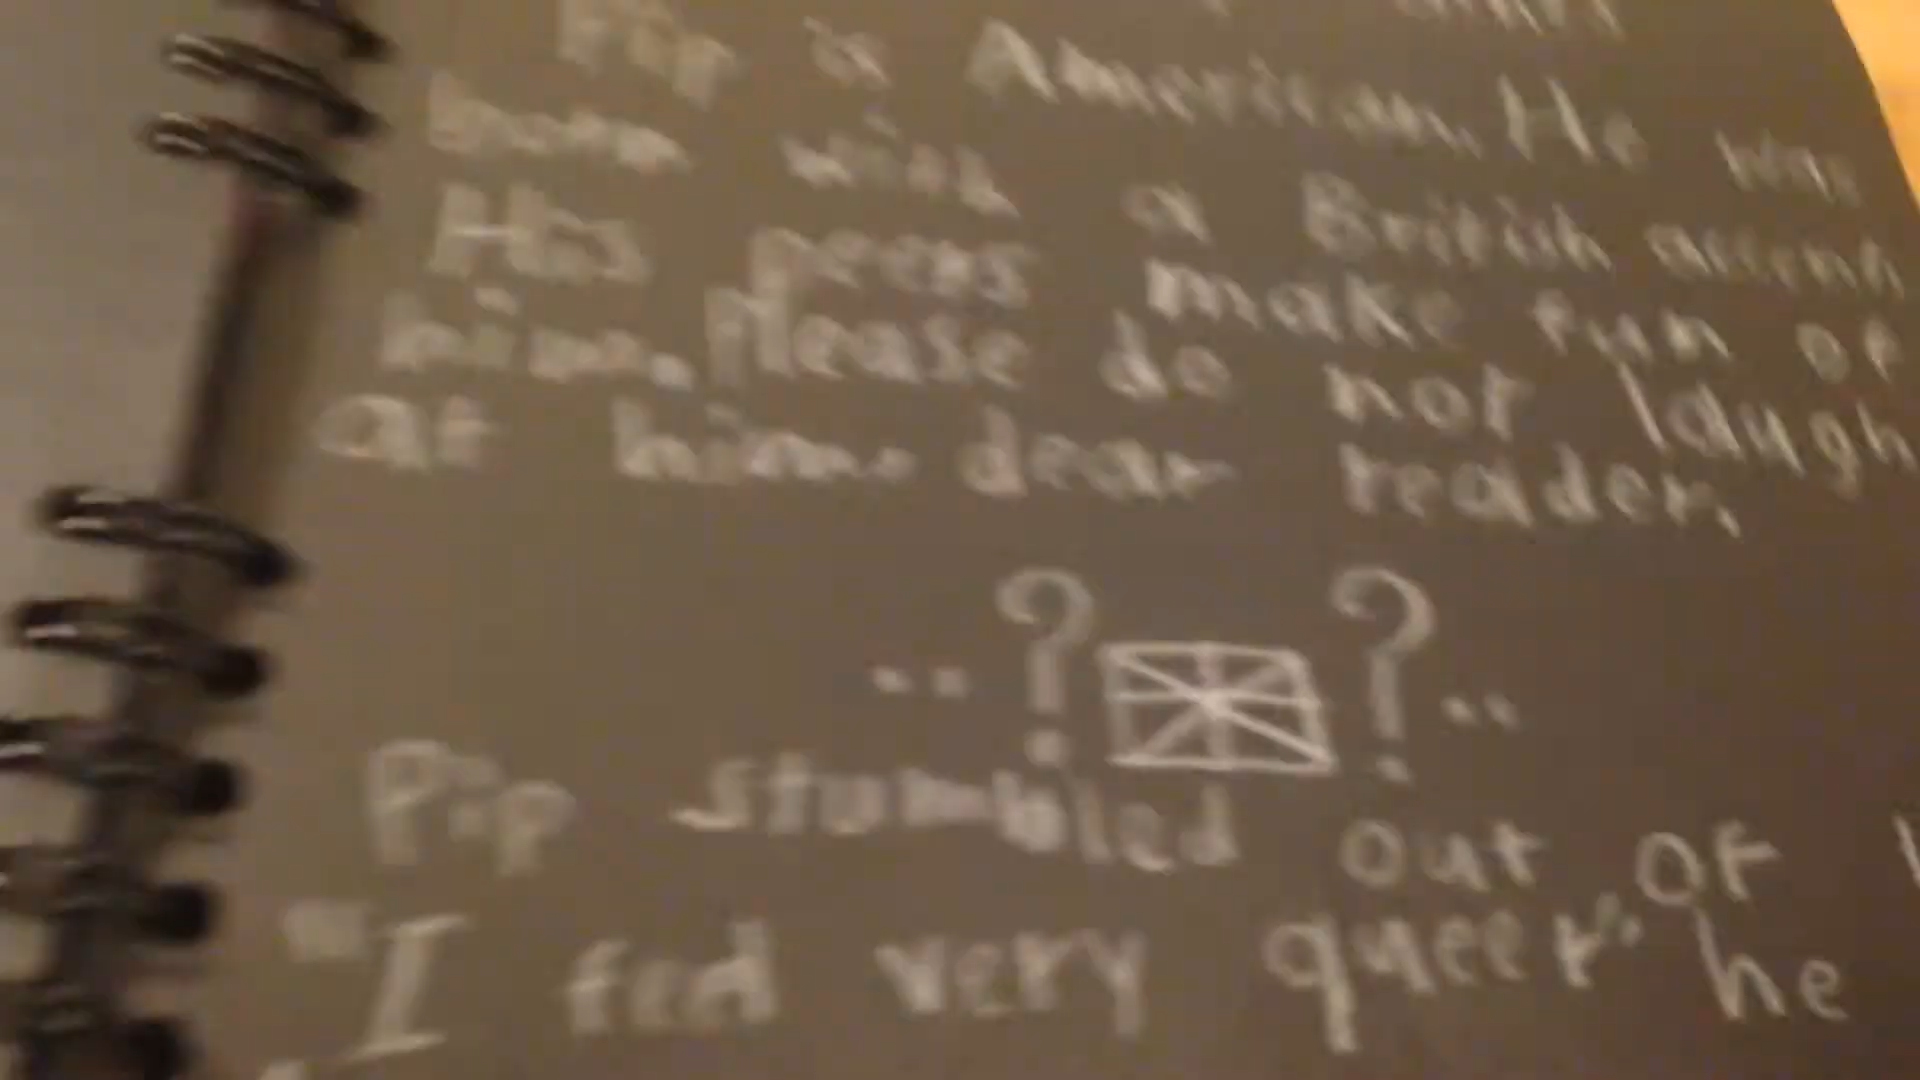 Pip is American. He was
born with a British accent
His peers make fun of
him. Please do not laugh
at him. dear reader.
..? ?..
Pip stumbled out of
"I feel very queer". he